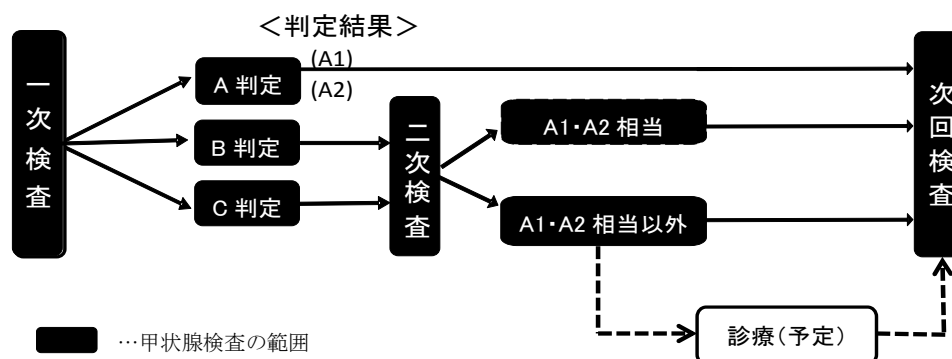 ＜判定結果＞
一次検査
A 判定
(A1)
(A2)
B 判定
C 判定
二次検査
A1・A2 相当
A1・A2 相当以外
次回検査
診療(予定)
…甲状腺検査の範囲